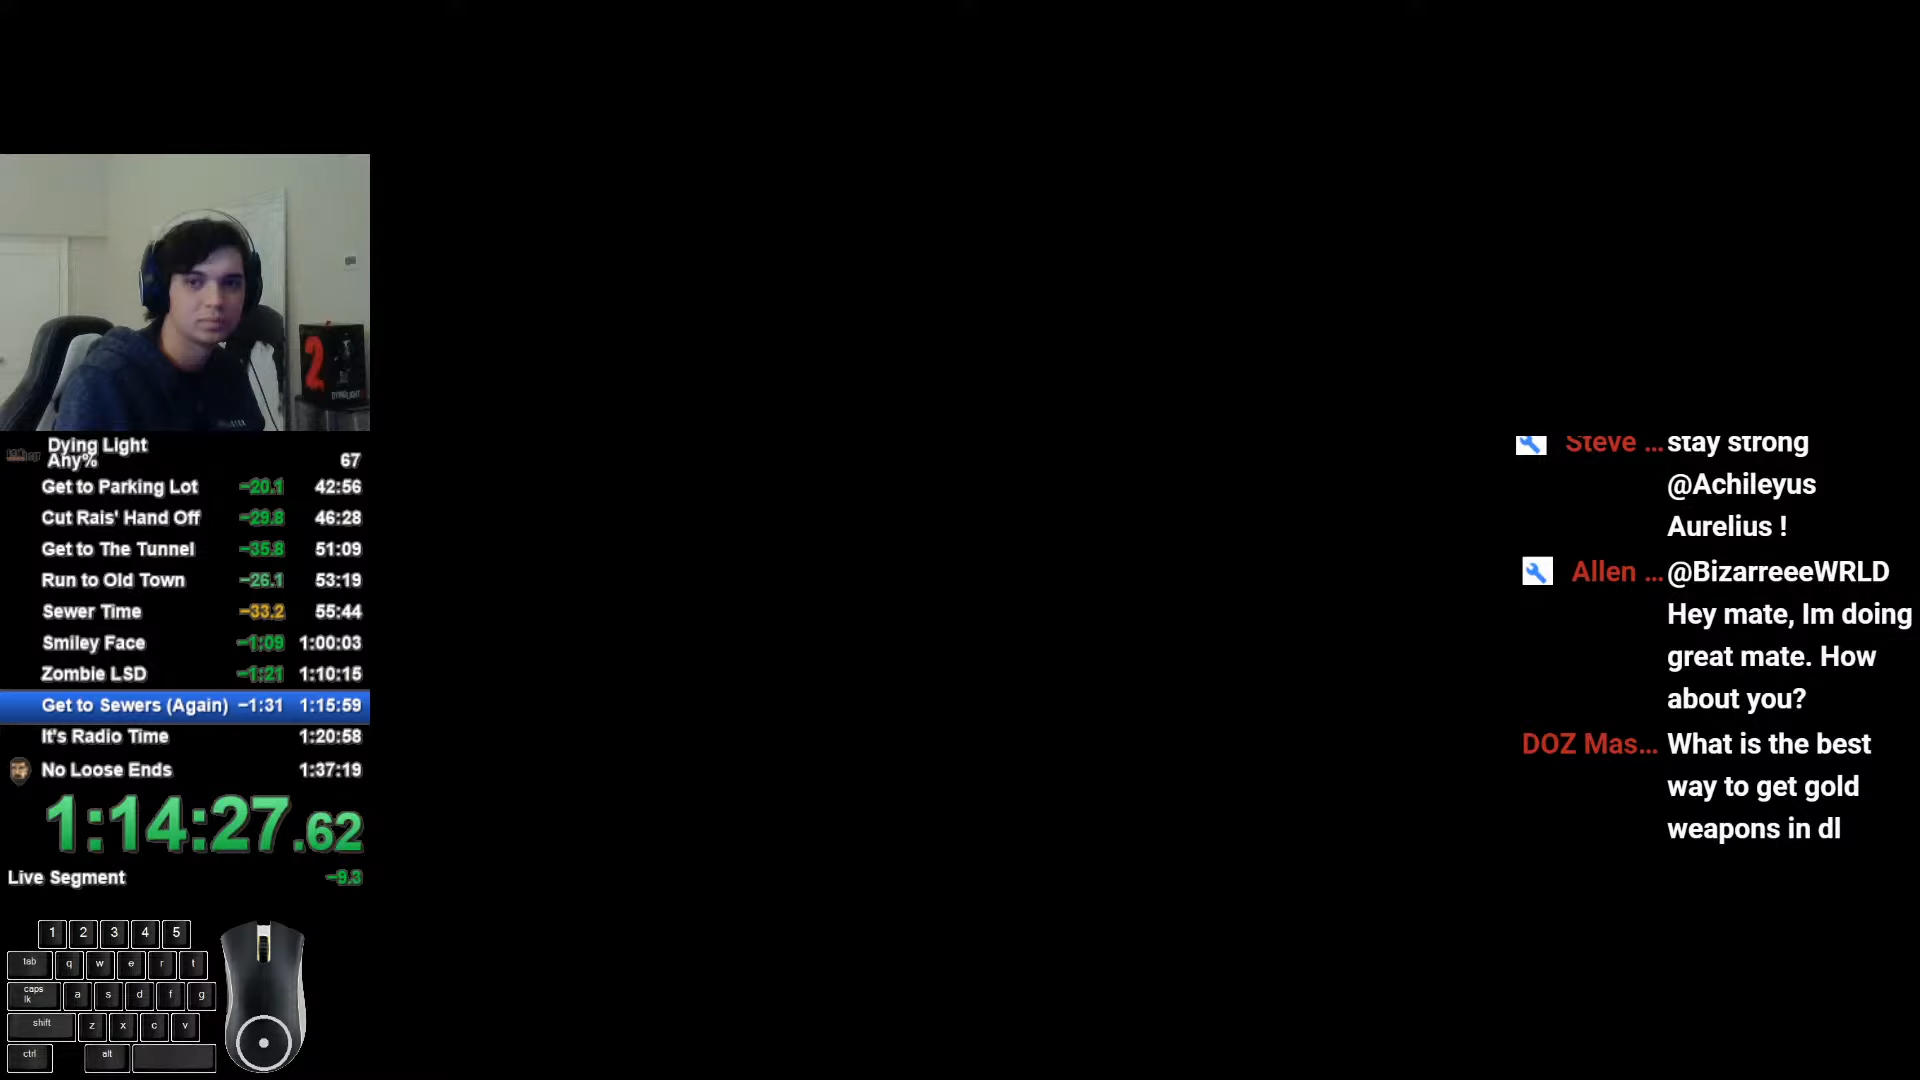 2
DYING LIGHT
Dying Light
Any%
67
Get to Parking Lot −20.1 42:56
Cut Rais' Hand Off −29.8 46:28
Get to The Tunnel −35.8 51:09
Run to Old Town −26.1 53:19
Sewer Time −33.2 55:44
Smiley Face −1:09 1:00:03
Zombie LSD −1:21 1:10:15
Get to Sewers (Again) −1:31 1:15:59
It's Radio Time 1:20:58
No Loose Ends 1:37:19
1:14:27.62
Live Segment −9.3
1 2 3 4 5
tab q w e r t
caps lk a s d f g
shift z x c v
ctrl alt
Steve ... stay strong
@Achileyus
Aurelius !
Allen ... @BizarreeeWRLD
Hey mate, Im doing
great mate. How
about you?
DOZ Mas... What is the best
way to get gold
weapons in dl